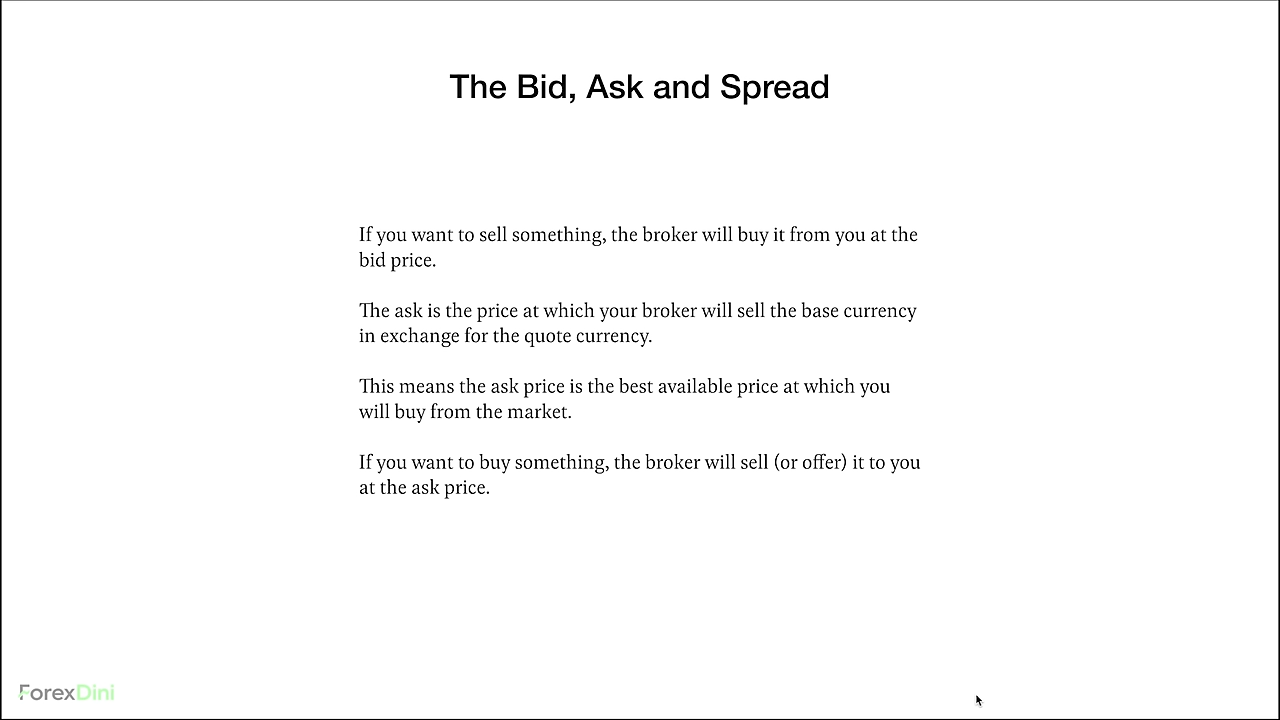 The Bid, Ask and Spread
If you want to sell something, the broker will buy it from you at the
bid price.
The ask is the price at which your broker will sell the base currency
in exchange for the quote currency.
This means the ask price is the best available price at which you
will buy from the market.
If you want to buy something, the broker will sell (or offer) it to you
at the ask price.
ForexDini